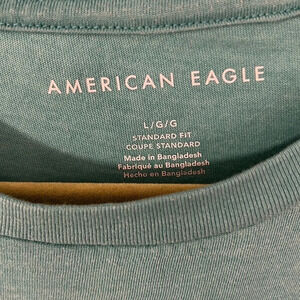 AMERICAN EAGLE
L/G/G
STANDARD FIT
COUPE STANDARD
Made in Bangladesh
Fabriqué au Bangladesh
Hecho en Bangladesh